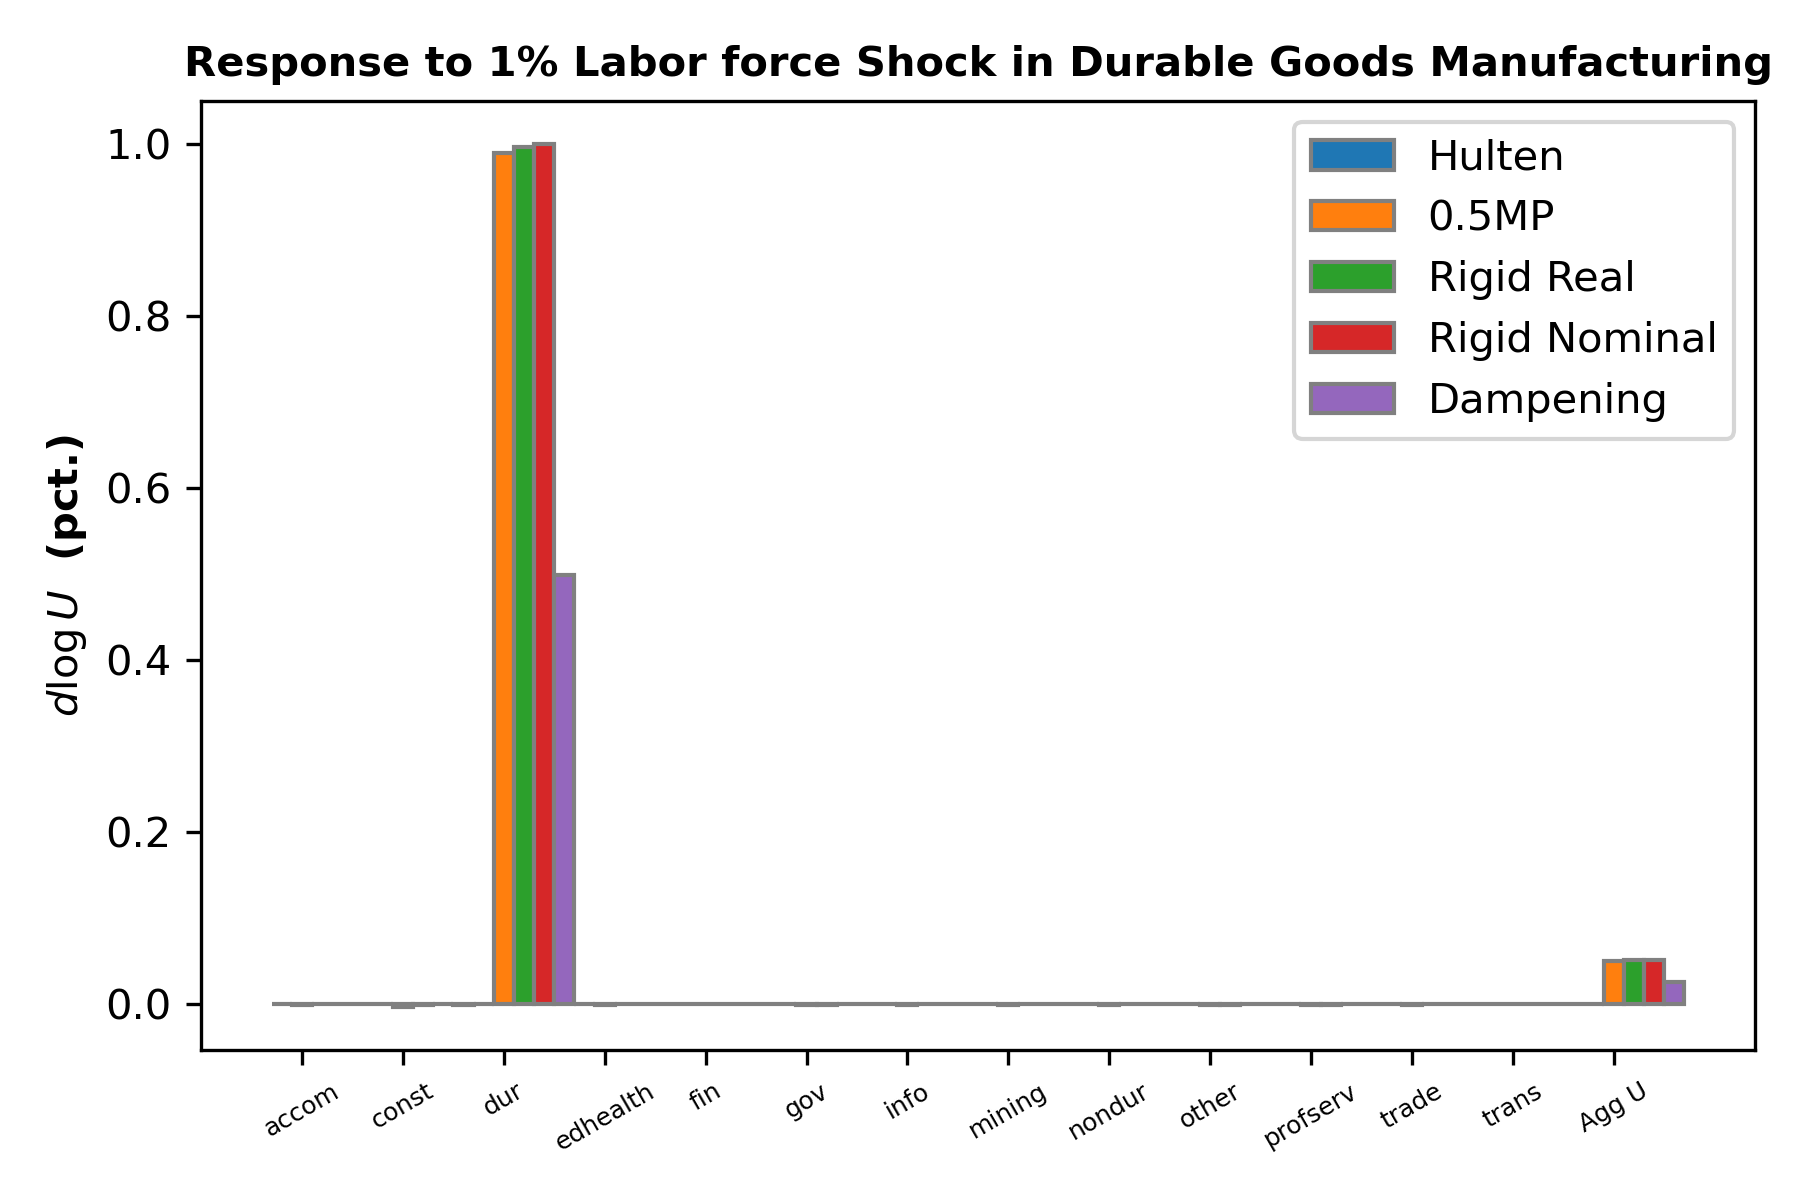 Response to 1% Labor force Shock in Durable Goods Manufacturing
dlog U (pct.)
1.0
0.8
0.6
0.4
0.2
0.0
Hulten
0.5MP
Rigid Real
Rigid Nominal
Dampening
accom const dur edhealth fin gov info mining nondur other profserv trade trans Agg U